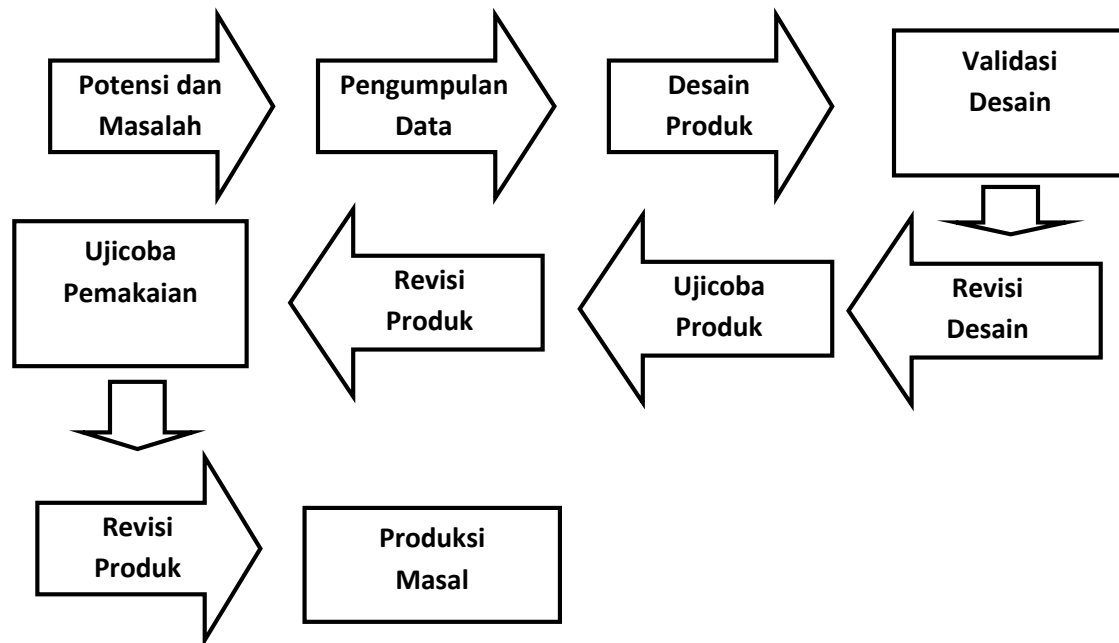 Potensi dan
Masalah
Pengumpulan
Data
Desain
Produk
Validasi
Desain
Revisi
Desain
Ujicoba
Produk
Revisi
Produk
Ujicoba
Pemakaian
Revisi
Produk
Produksi
Masal